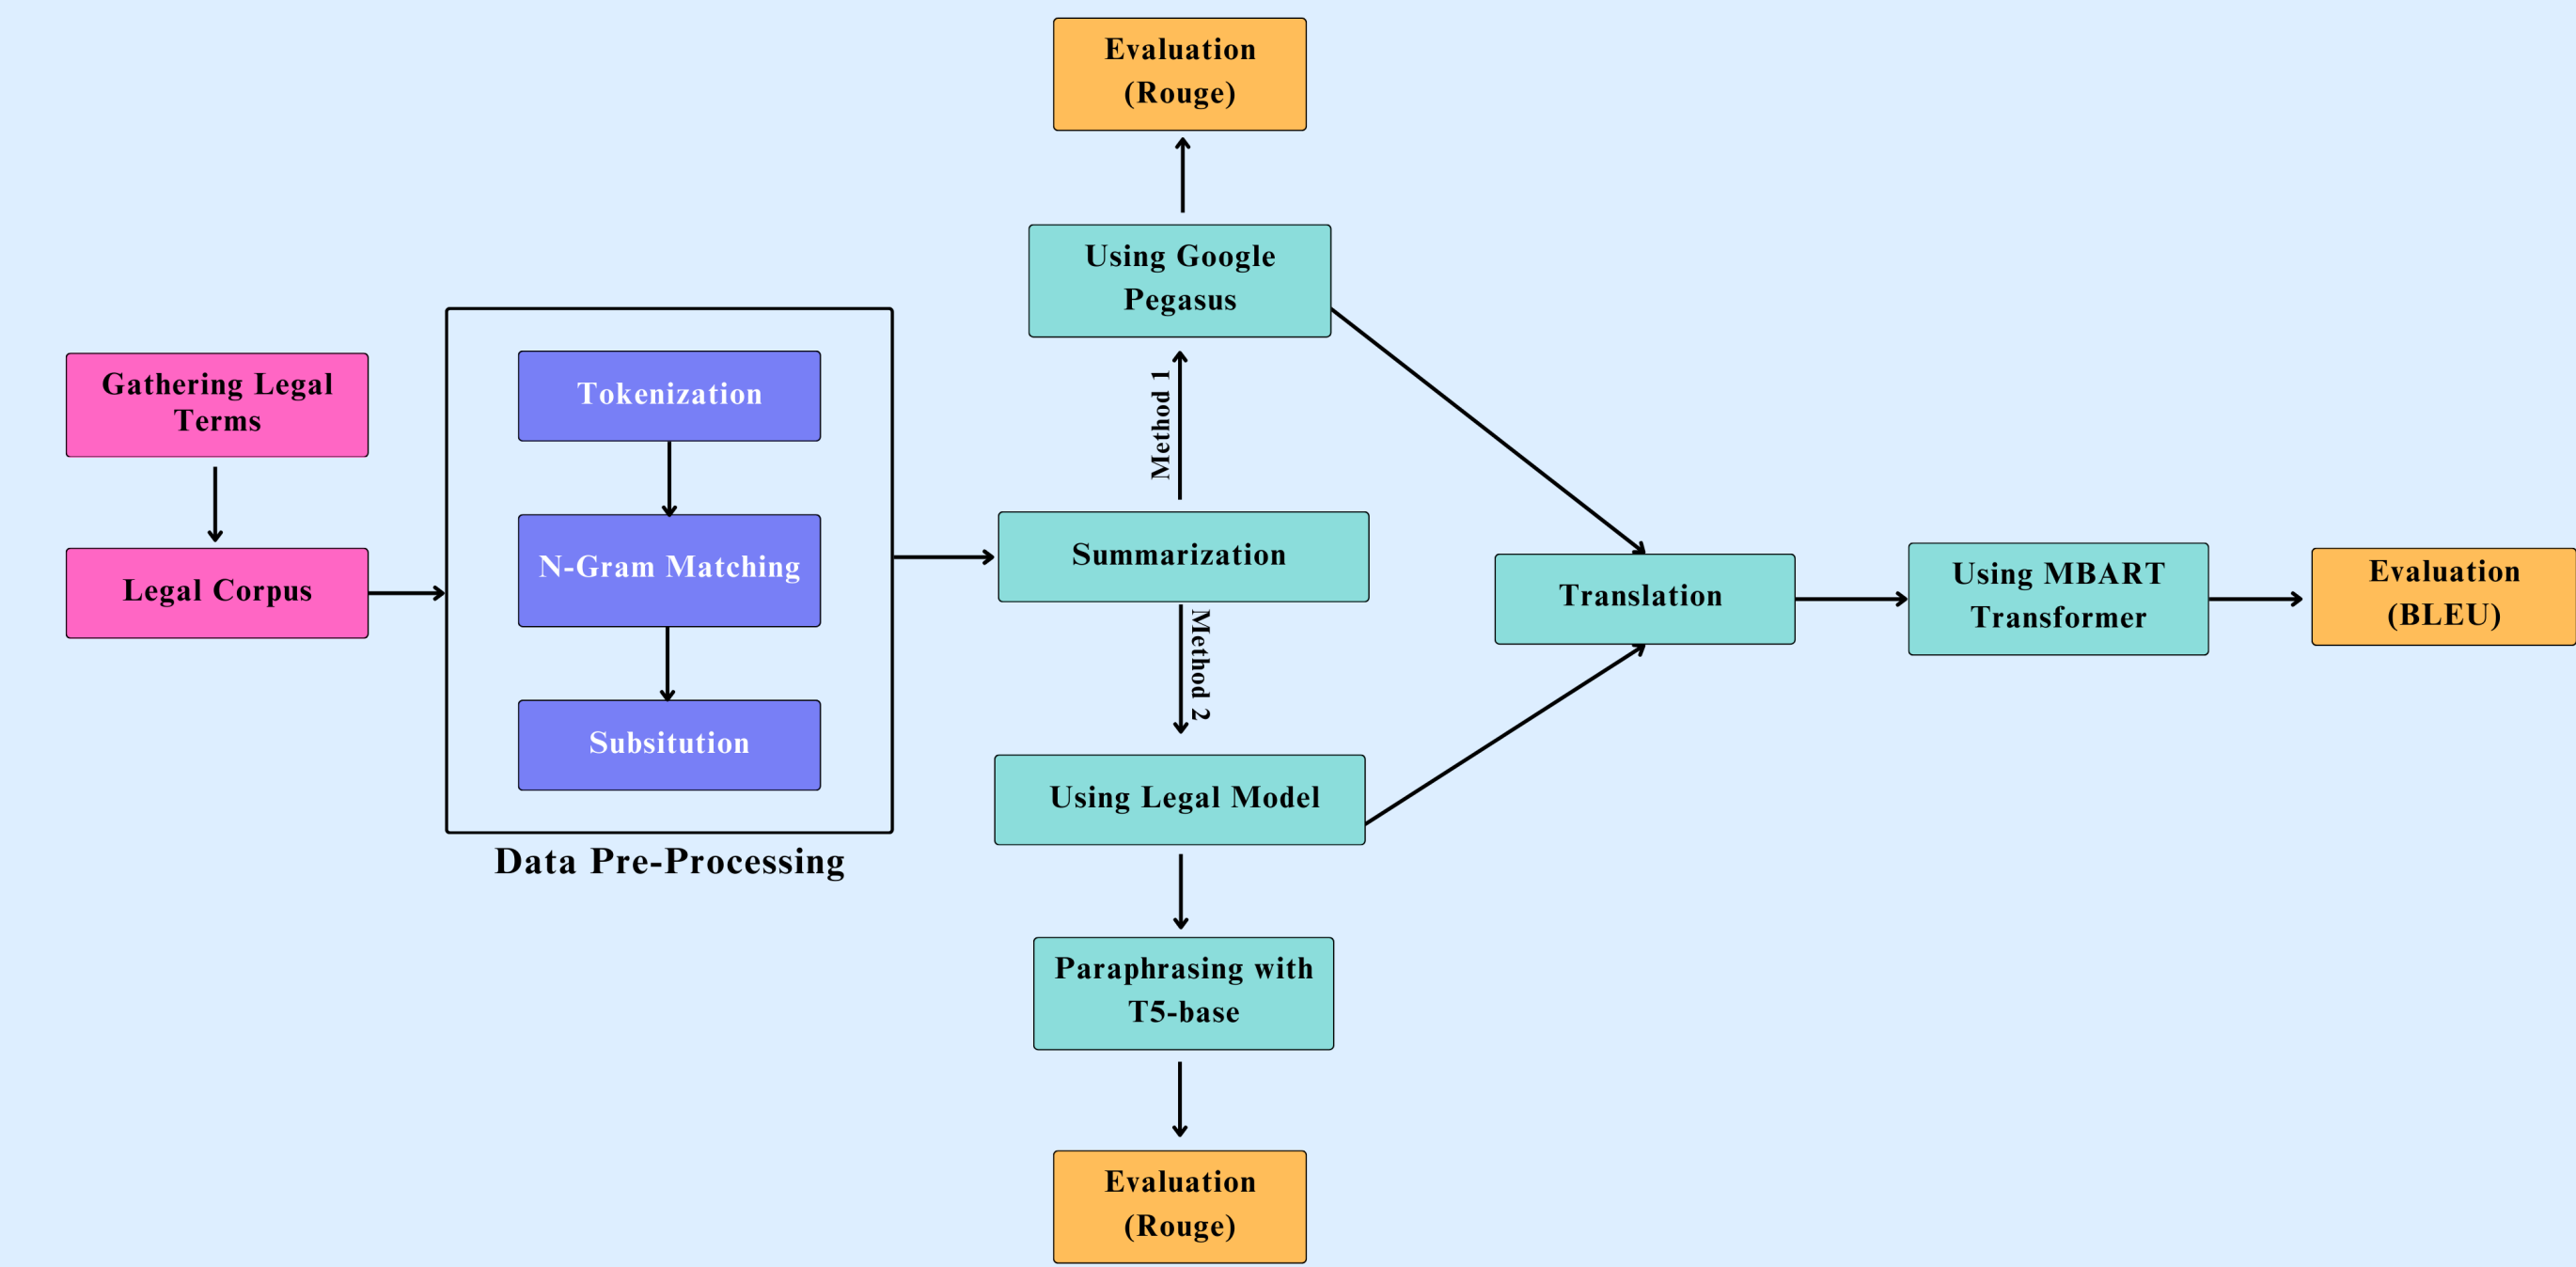 Gathering Legal
Terms
Legal Corpus
Tokenization
N-Gram Matching
Subsitution
Data Pre-Processing
Evaluation
(Rouge)
Using Google
Pegasus
Method 1
Summarization
Method 2
Using Legal Model
Paraphrasing with
T5-base
Evaluation
(Rouge)
Translation
Using MBART
Transformer
Evaluation
(BLEU)